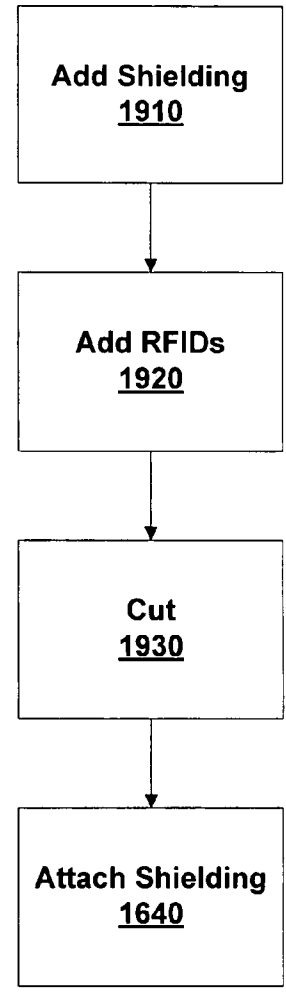 Add Shielding
1910
Add RFIDs
1920
Cut
1930
Attach Shielding
1640